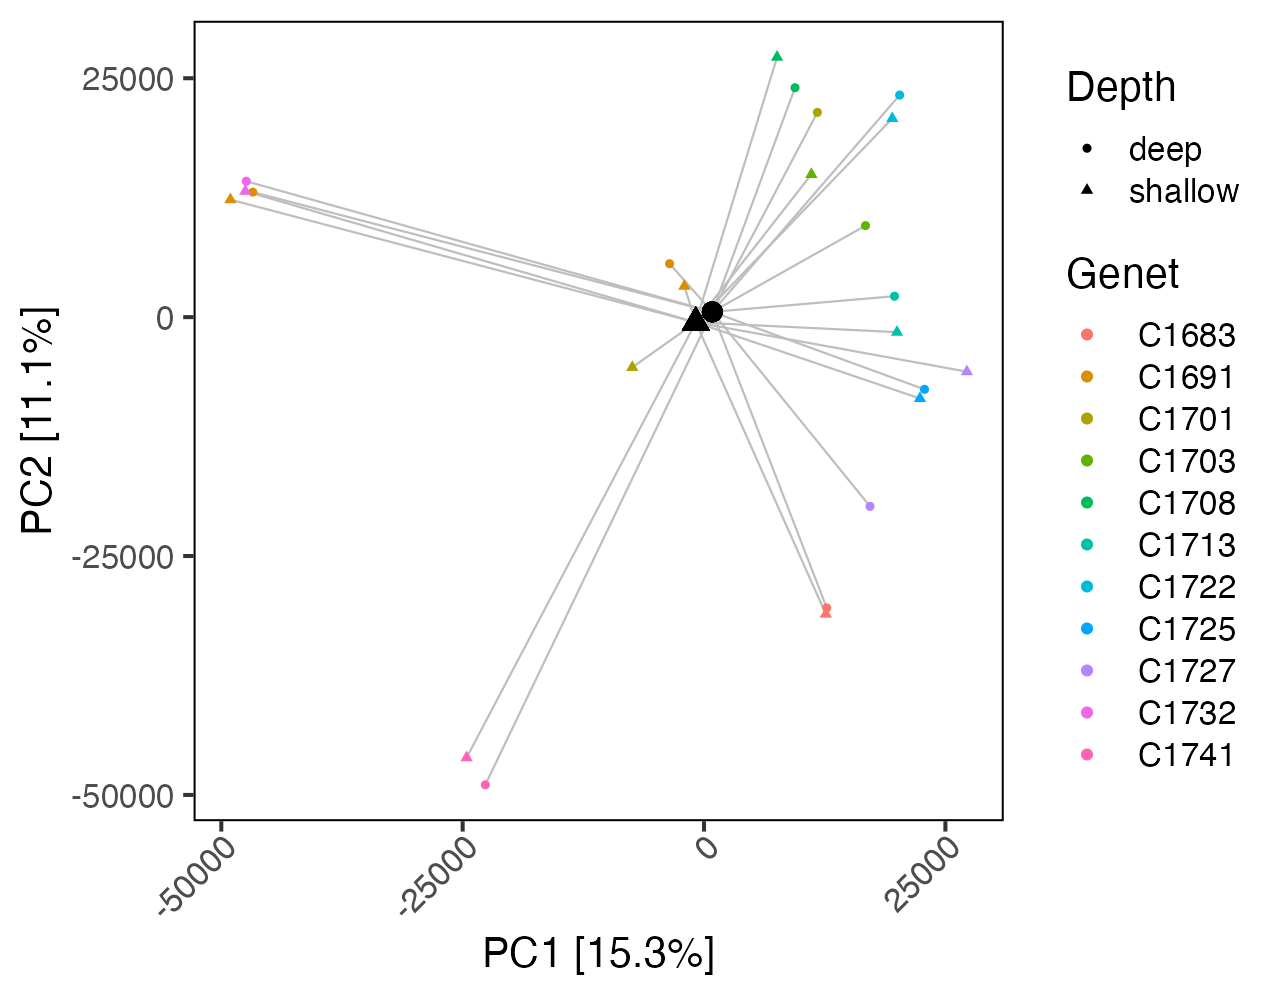 25000
0
-25000
-50000
PC2 [11.1%]
-50000
-25000
0
25000
PC1 [15.3%]
Depth
deep
shallow
Genet
C1683
C1691
C1701
C1703
C1708
C1713
C1722
C1725
C1727
C1732
C1741